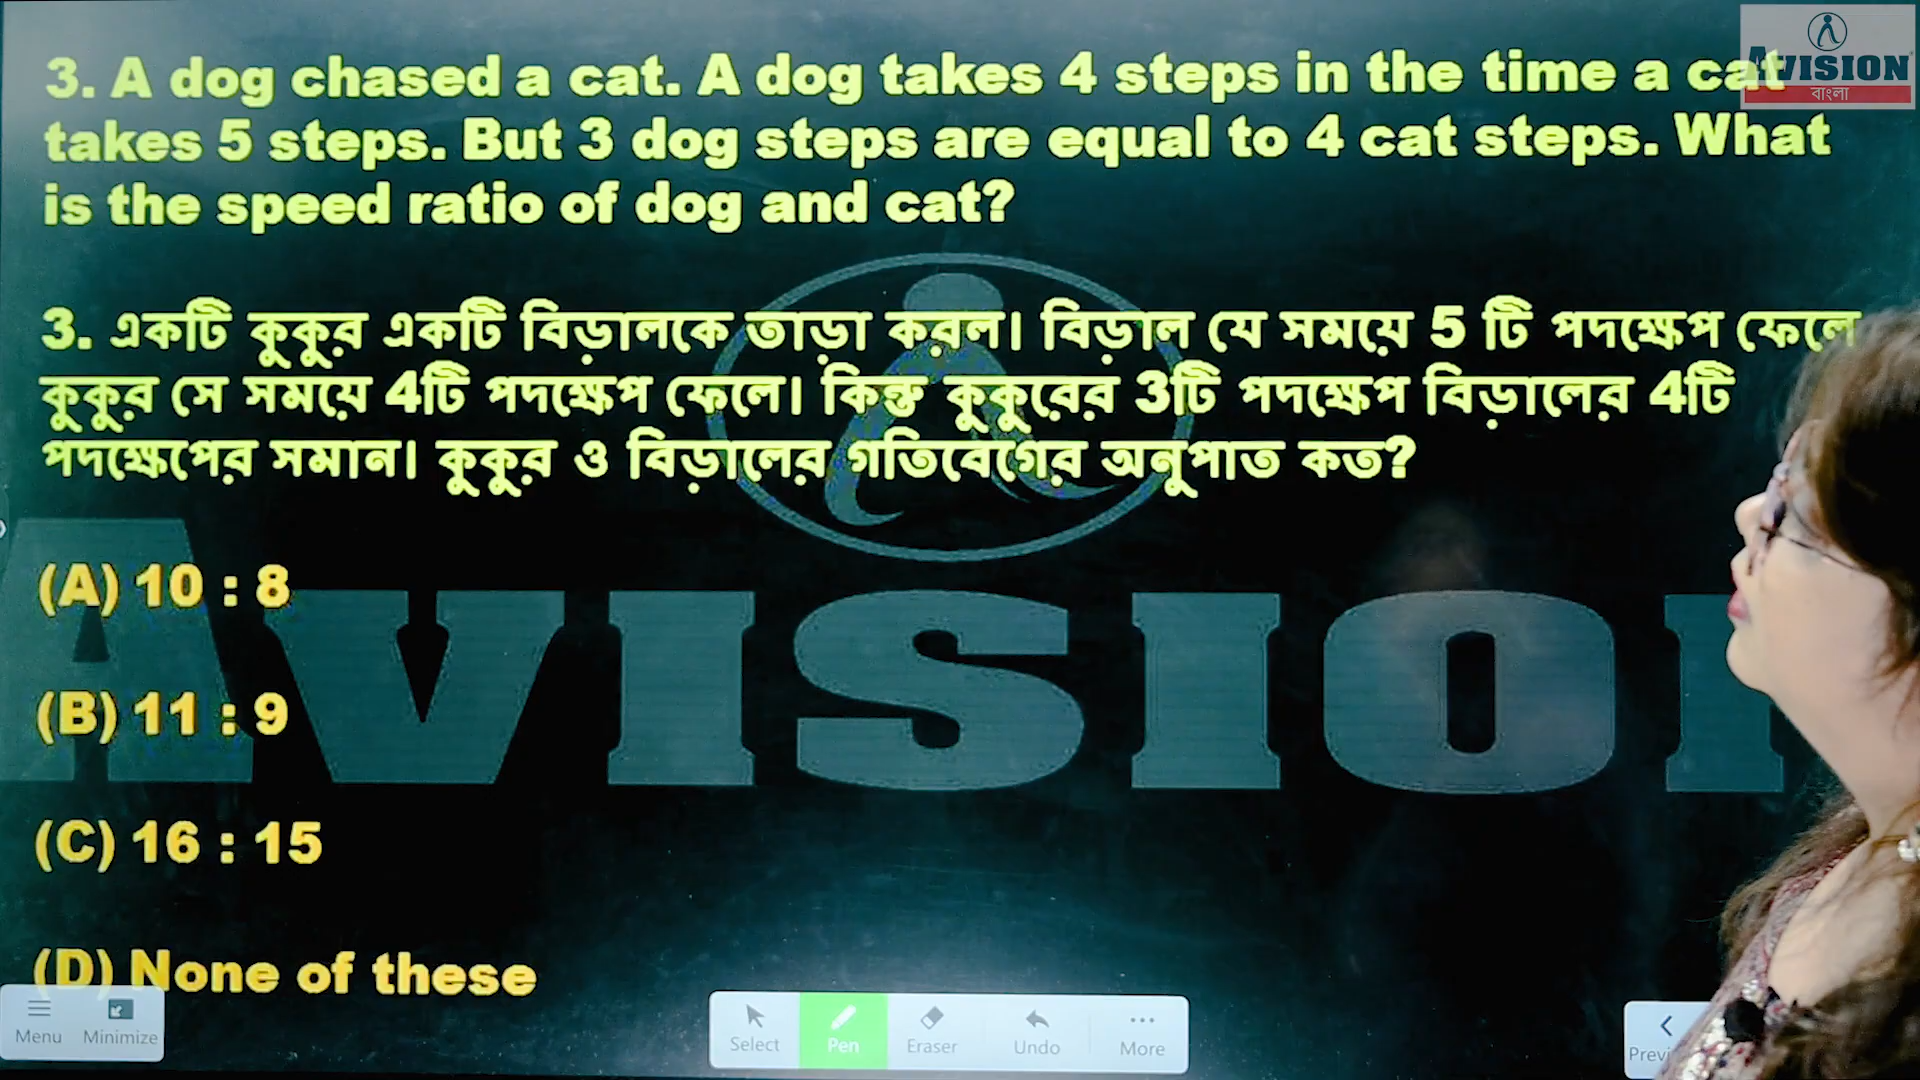 3. A dog chased a cat. A dog takes 4 steps in the time a cat
takes 5 steps. But 3 dog steps are equal to 4 cat steps. What
is the speed ratio of dog and cat?
3. একটি কুকুর একটি বিড়ালকে তাড়া করল। বিড়াল যে সময়ে 5 টি পদক্ষেপ ফেলে
কুকুর সে সময়ে 4টি পদক্ষেপ ফেলে। কিন্তু কুকুরের 3টি পদক্ষেপ বিড়ালের 4টি
পদক্ষেপের সমান। কুকুর ও বিড়ালের গতিবেগের অনুপাত কত?
(A) 10 : 8
(B) 11 : 9
(C) 16 : 15
(D) None of these
AVISION
বাংলা
Menu Minimize
Select Pen Eraser Undo More